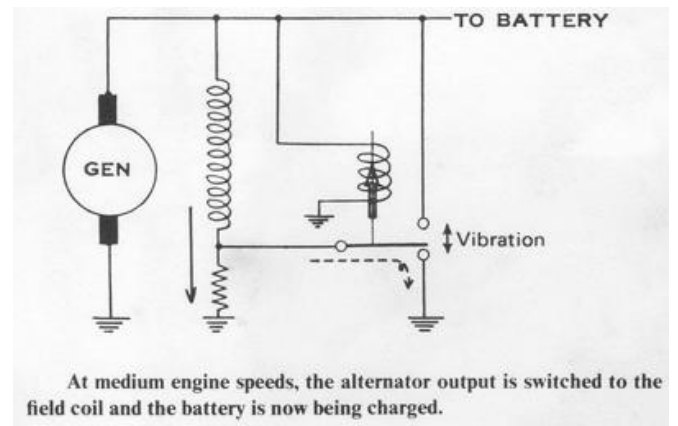 TO BATTERY
GEN
Vibration
At medium engine speeds, the alternator output is switched to the
field coil and the battery is now being charged.